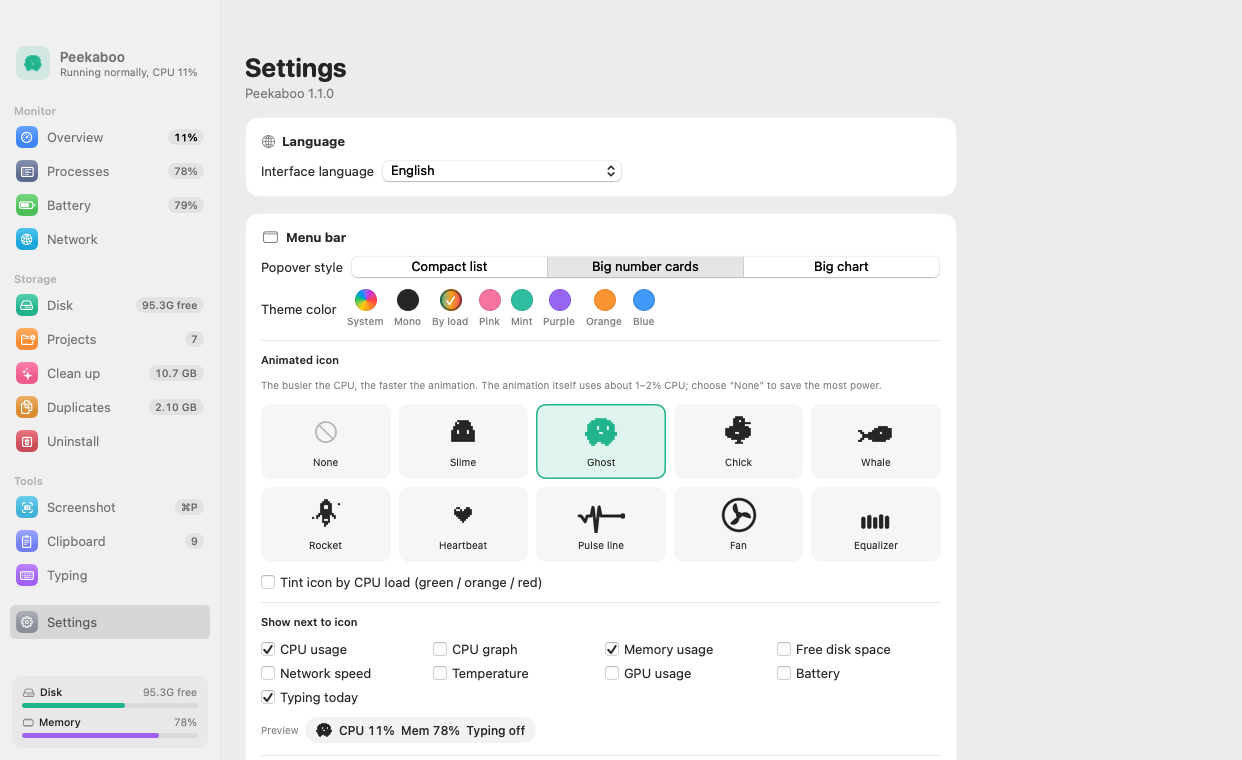 Peekaboo
Running normally, CPU 11%
Monitor
Overview 11%
Processes 78%
Battery 79%
Network
Storage
Disk 95.3G free
Projects 7
Clean up 10.7 GB
Duplicates 2.10 GB
Uninstall
Tools
Screenshot ⌘P
Clipboard 9
Typing
Settings
Disk 95.3G free
Memory 78%
Settings
Peekaboo 1.1.0
Language
Interface language English
Menu bar
Popover style Compact list Big number cards Big chart
Theme color
System Mono By load Pink Mint Purple Orange Blue
Animated icon
The busier the CPU, the faster the animation. The animation itself uses about 1–2% CPU; choose “None” to save the most power.
None Slime Ghost Chick Whale
Rocket Heartbeat Pulse line Fan Equalizer
Tint icon by CPU load (green / orange / red)
Show next to icon
CPU usage CPU graph Memory usage Free disk space
Network speed Temperature GPU usage Battery
Typing today
Preview CPU 11% Mem 78% Typing off